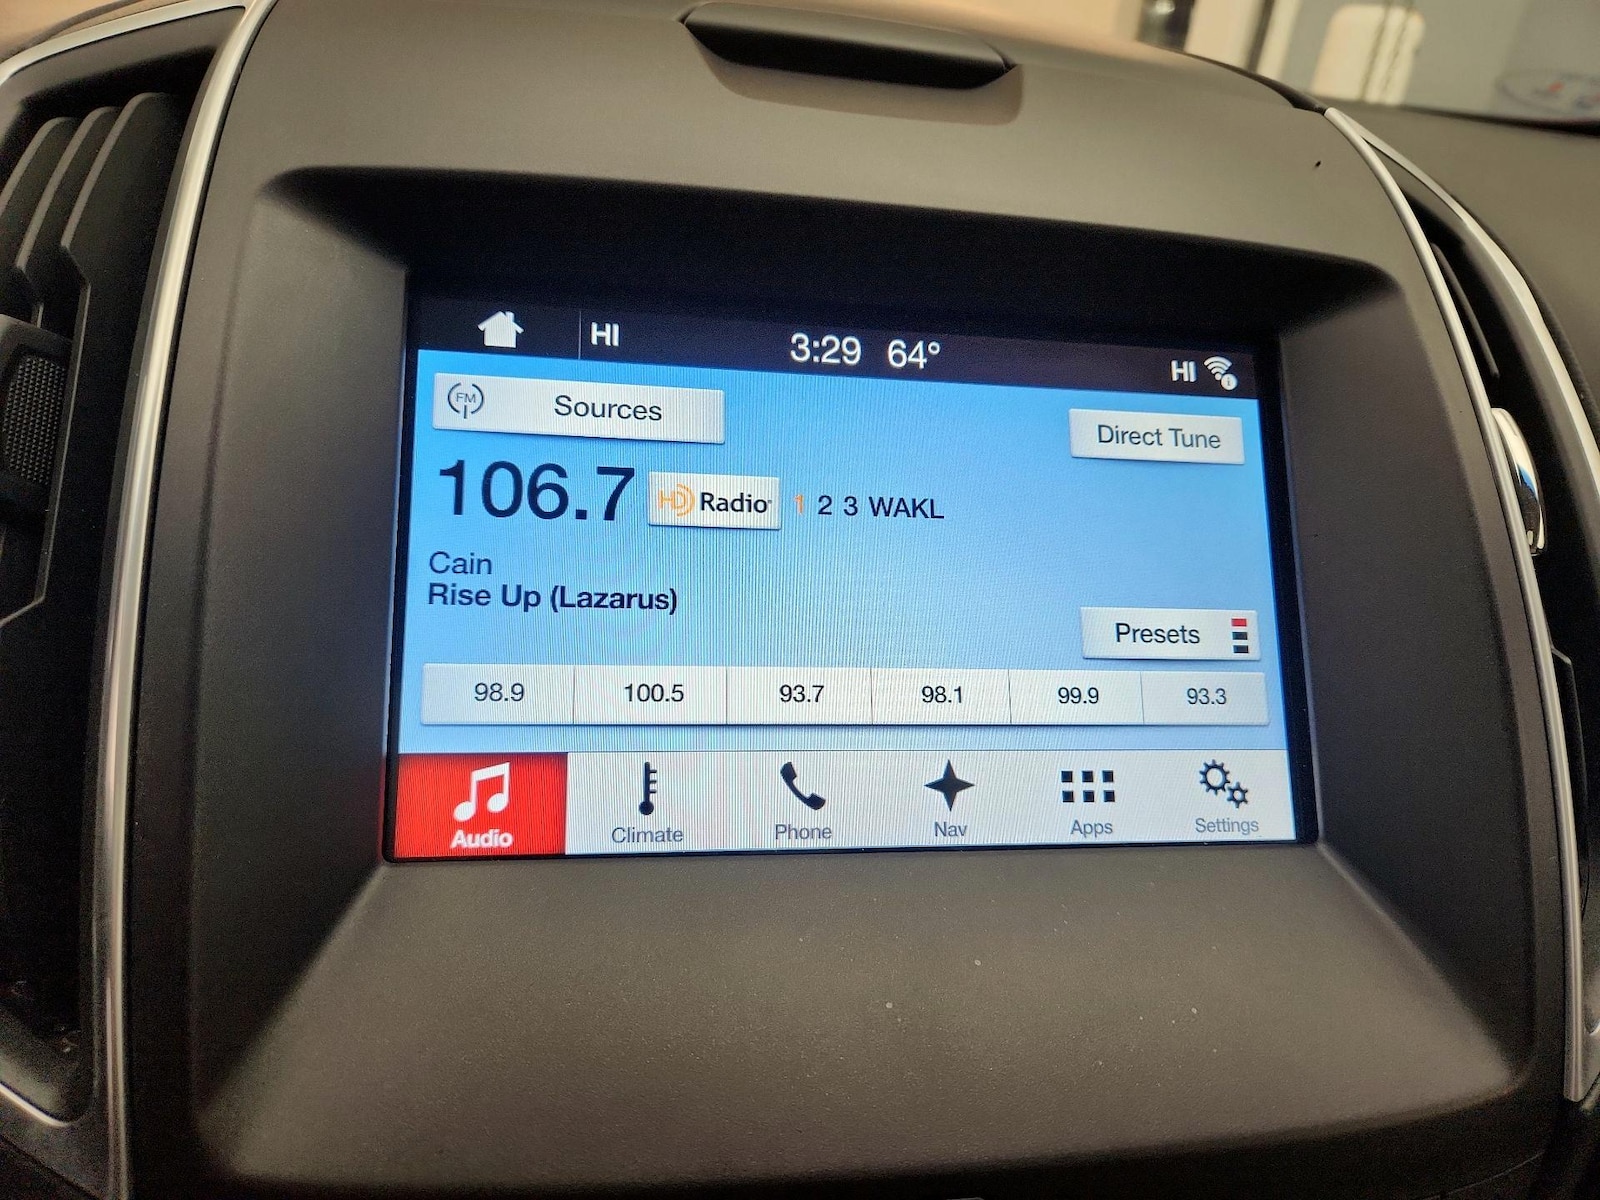 HI 3:29 64° HI
FM Sources
Direct Tune
106.7 HD Radio 1 2 3 WAKL
Cain
Rise Up (Lazarus)
Presets
98.9 100.5 93.7 98.1 99.9 93.3
Audio Climate Phone Nav Apps Settings